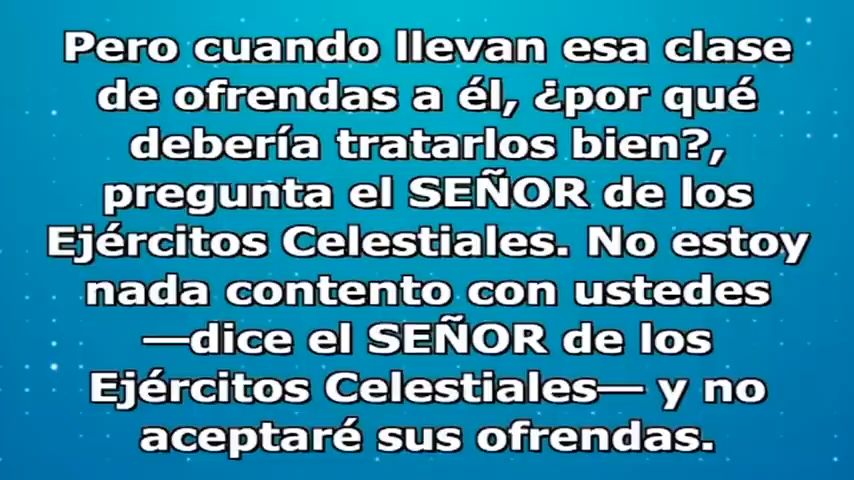 Pero cuando llevan esa clase
de ofrendas a él, ¿por qué
debería tratarlos bien?,
pregunta el SEÑOR de los
Ejércitos Celestiales. No estoy
nada contento con ustedes
—dice el SEÑOR de los
Ejércitos Celestiales— y no
aceptaré sus ofrendas.